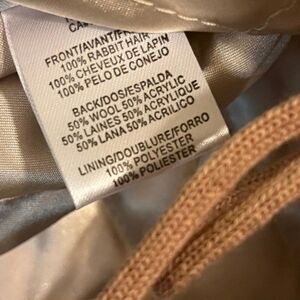 FRONT/AVANT/
100% RABBIT HAIR
100% CHEVEUX DE LAPIN
100% PELO DE CONEJO
BACK/DOS/ESPALDA
50% WOOL 50% ACRYLIC
50% LAINES 50% ACRYLIQUE
50% LANA 50% ACRILICO
LINING/DOUBLURE/FORRO
100% POLYESTER
100% POLIESTER